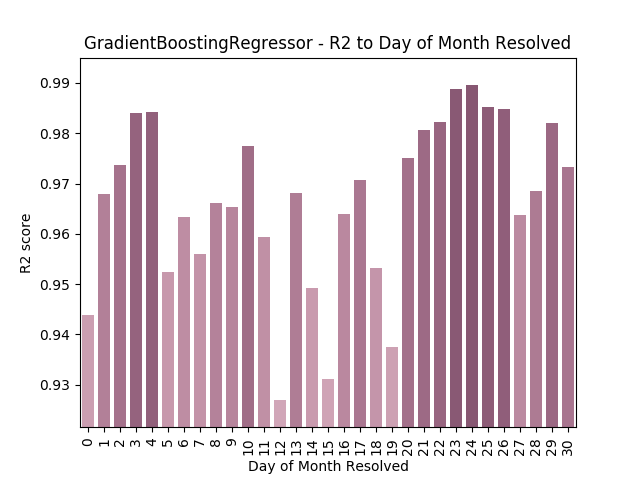 GradientBoostingRegressor - R2 to Day of Month Resolved
0.99
0.98
0.97
0.96
0.95
0.94
0.93
R2 score
0 1 2 3 4 5 6 7 8 9 10 11 12 13 14 15 16 17 18 19 20 21 22 23 24 25 26 27 28 29 30
Day of Month Resolved